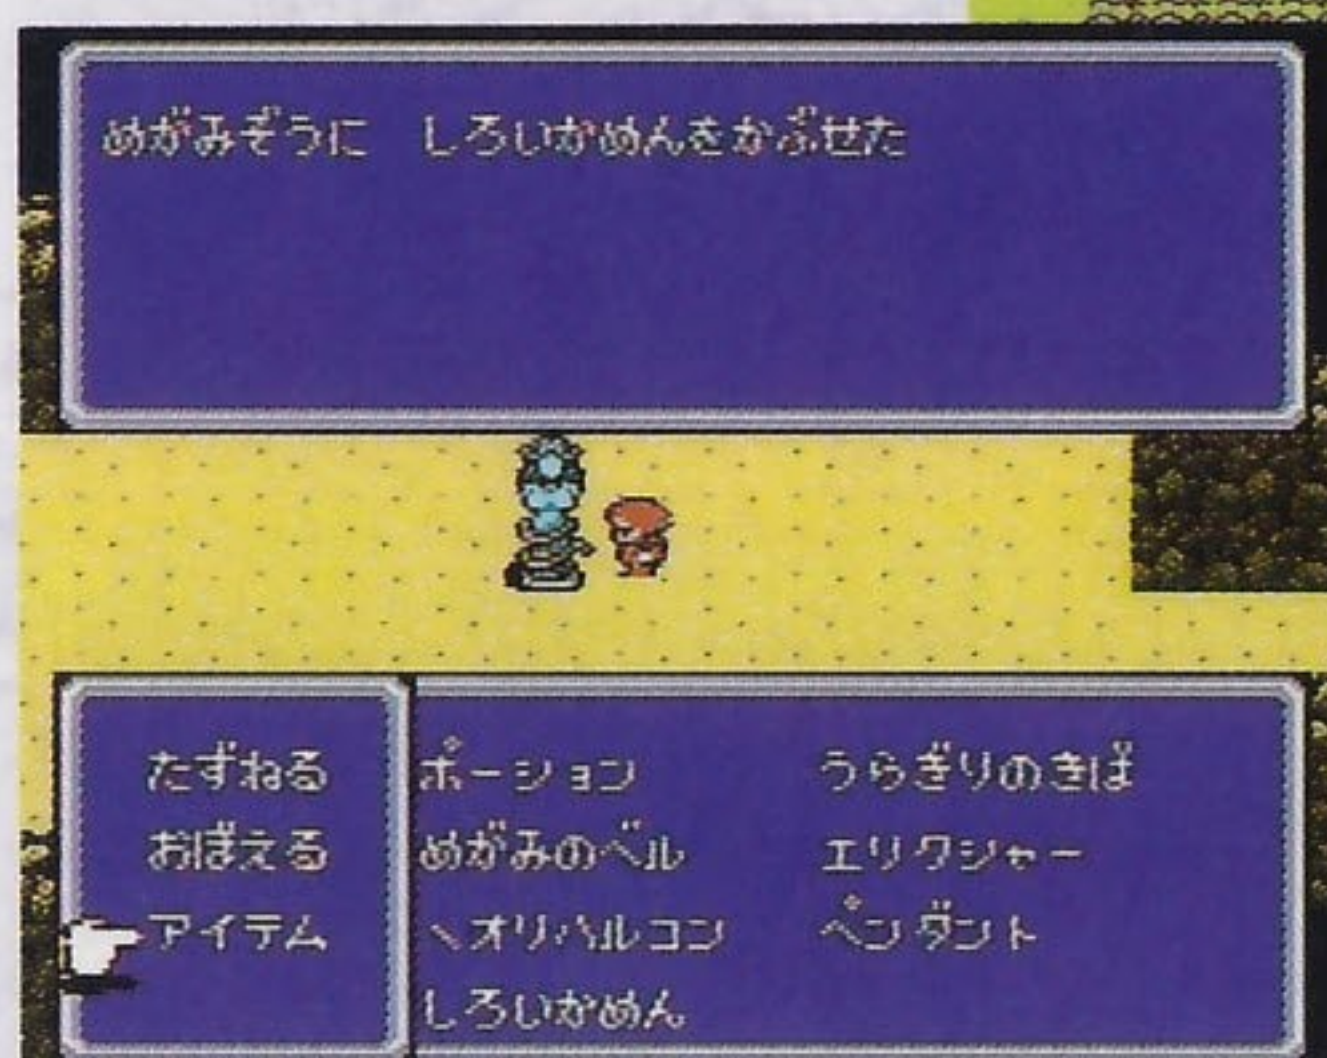 めがみぞうに　しろいかめんをかぶせた
たずねる
おぼえる
アイテム
ポーション　うらぎりのきば
めがみのベル　エリクシャー
オリハルコン　ペンダント
しろいかめん